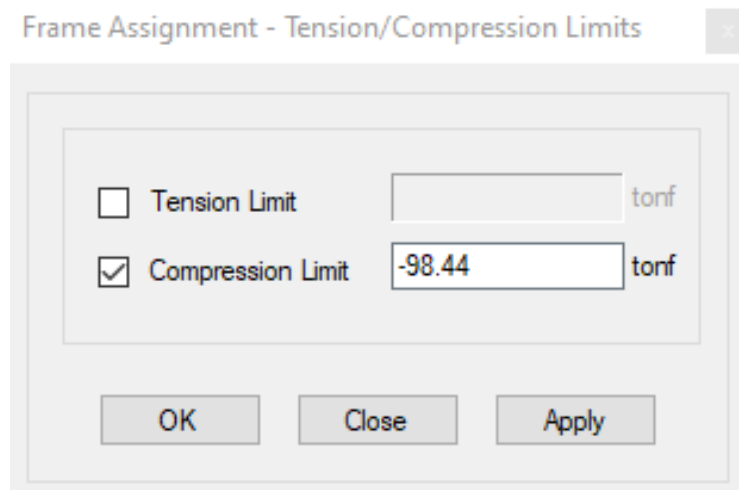 Frame Assignment - Tension/Compression Limits x
Tension Limit tonf
Compression Limit -98.44 tonf
OK Close Apply